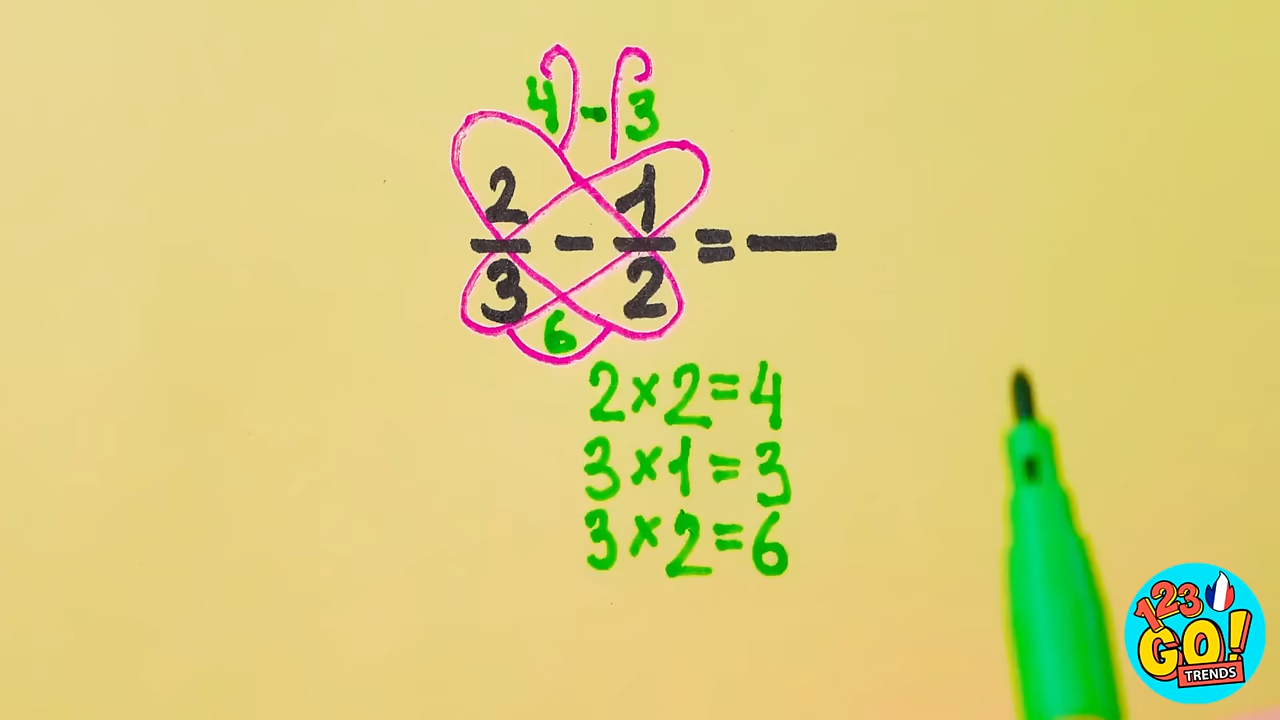 4 - 3
2/3 - 1/2 = —
6
2×2=4
3×1=3
3×2=6
123
GO!
TRENDS